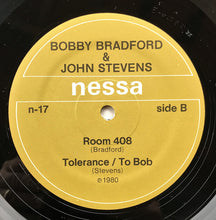 BOBBY BRADFORD
&
JOHN STEVENS
nessa
n-17 side B
Room 408
(Bradford)
Tolerance / To Bob
(Stevens)
℗ 1980